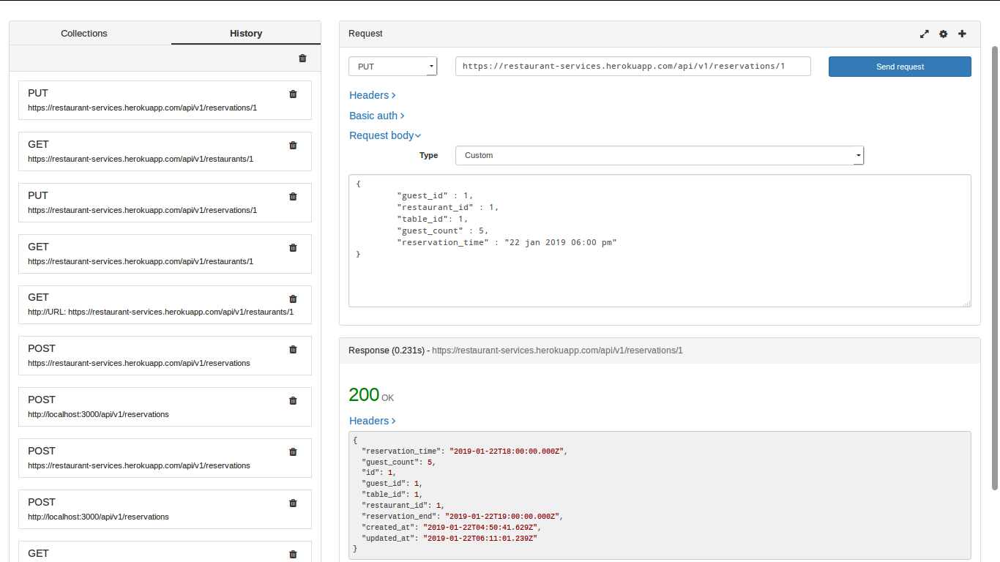 Collections
History
PUT
https://restaurant-services.herokuapp.com/api/v1/reservations/1
GET
https://restaurant-services.herokuapp.com/api/v1/restaurants/1
PUT
https://restaurant-services.herokuapp.com/api/v1/reservations/1
GET
https://restaurant-services.herokuapp.com/api/v1/restaurants/1
GET
http://URL: https://restaurant-services.herokuapp.com/api/v1/restaurants/1
POST
https://restaurant-services.herokuapp.com/api/v1/reservations
POST
http://localhost:3000/api/v1/reservations
POST
https://restaurant-services.herokuapp.com/api/v1/reservations
POST
http://localhost:3000/api/v1/reservations
GET
Request
PUT
https://restaurant-services.herokuapp.com/api/v1/reservations/1
Send request
Headers
Basic auth
Request body
Type
Custom
{
"guest_id" : 1,
"restaurant_id" : 1,
"table_id": 1,
"guest_count" : 5,
"reservation_time" : "22 jan 2019 06:00 pm"
}
Response (0.231s) - https://restaurant-services.herokuapp.com/api/v1/reservations/1
200 OK
Headers
{
"reservation_time": "2019-01-22T18:00:00.000Z",
"guest_count": 5,
"id": 1,
"guest_id": 1,
"table_id": 1,
"restaurant_id": 1,
"reservation_end": "2019-01-22T19:00:00.000Z",
"created_at": "2019-01-22T04:50:41.629Z",
"updated_at": "2019-01-22T06:11:01.239Z"
}